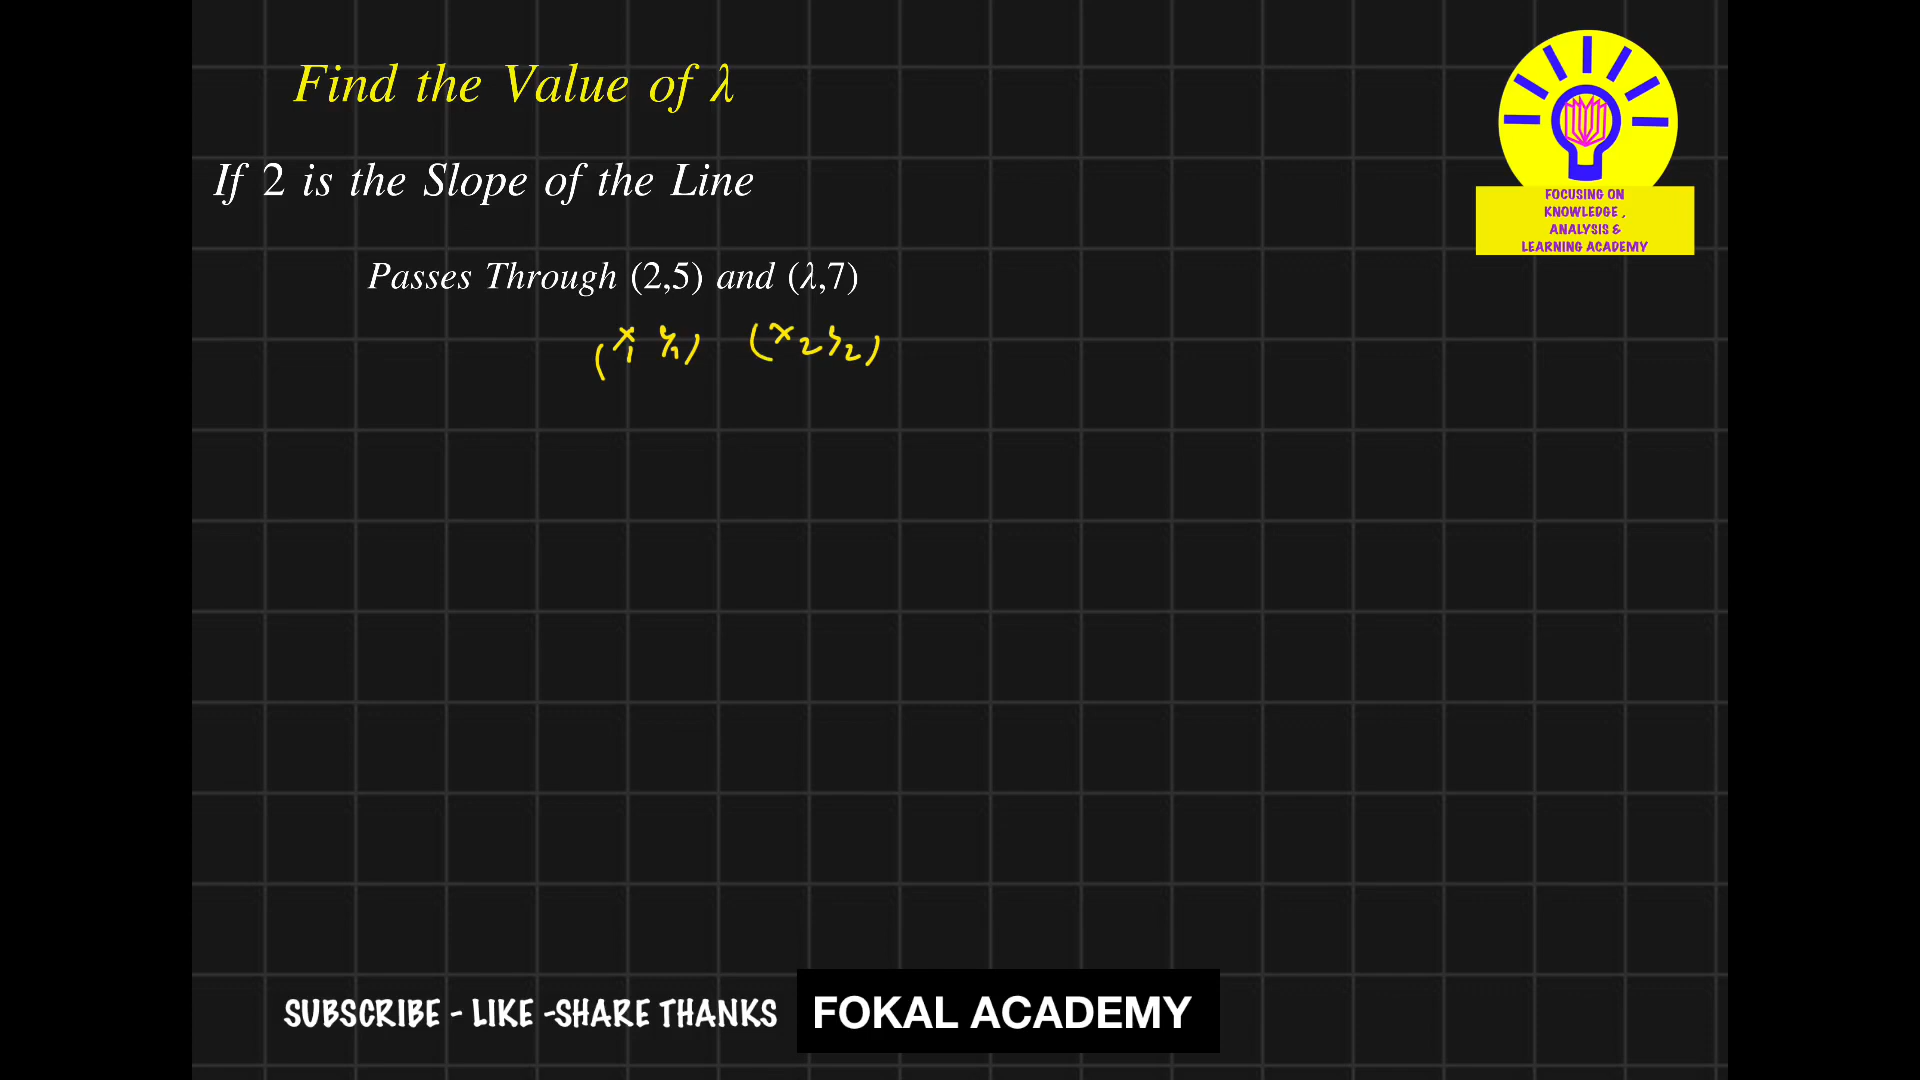 Find the Value of λ
If 2 is the Slope of the Line
Passes Through (2,5) and (λ,7)
(x₁ y₁) (x₂ y₂)
FOCUSING ON
KNOWLEDGE ,
ANALYSIS &
LEARNING ACADEMY
SUBSCRIBE - LIKE -SHARE THANKS FOKAL ACADEMY